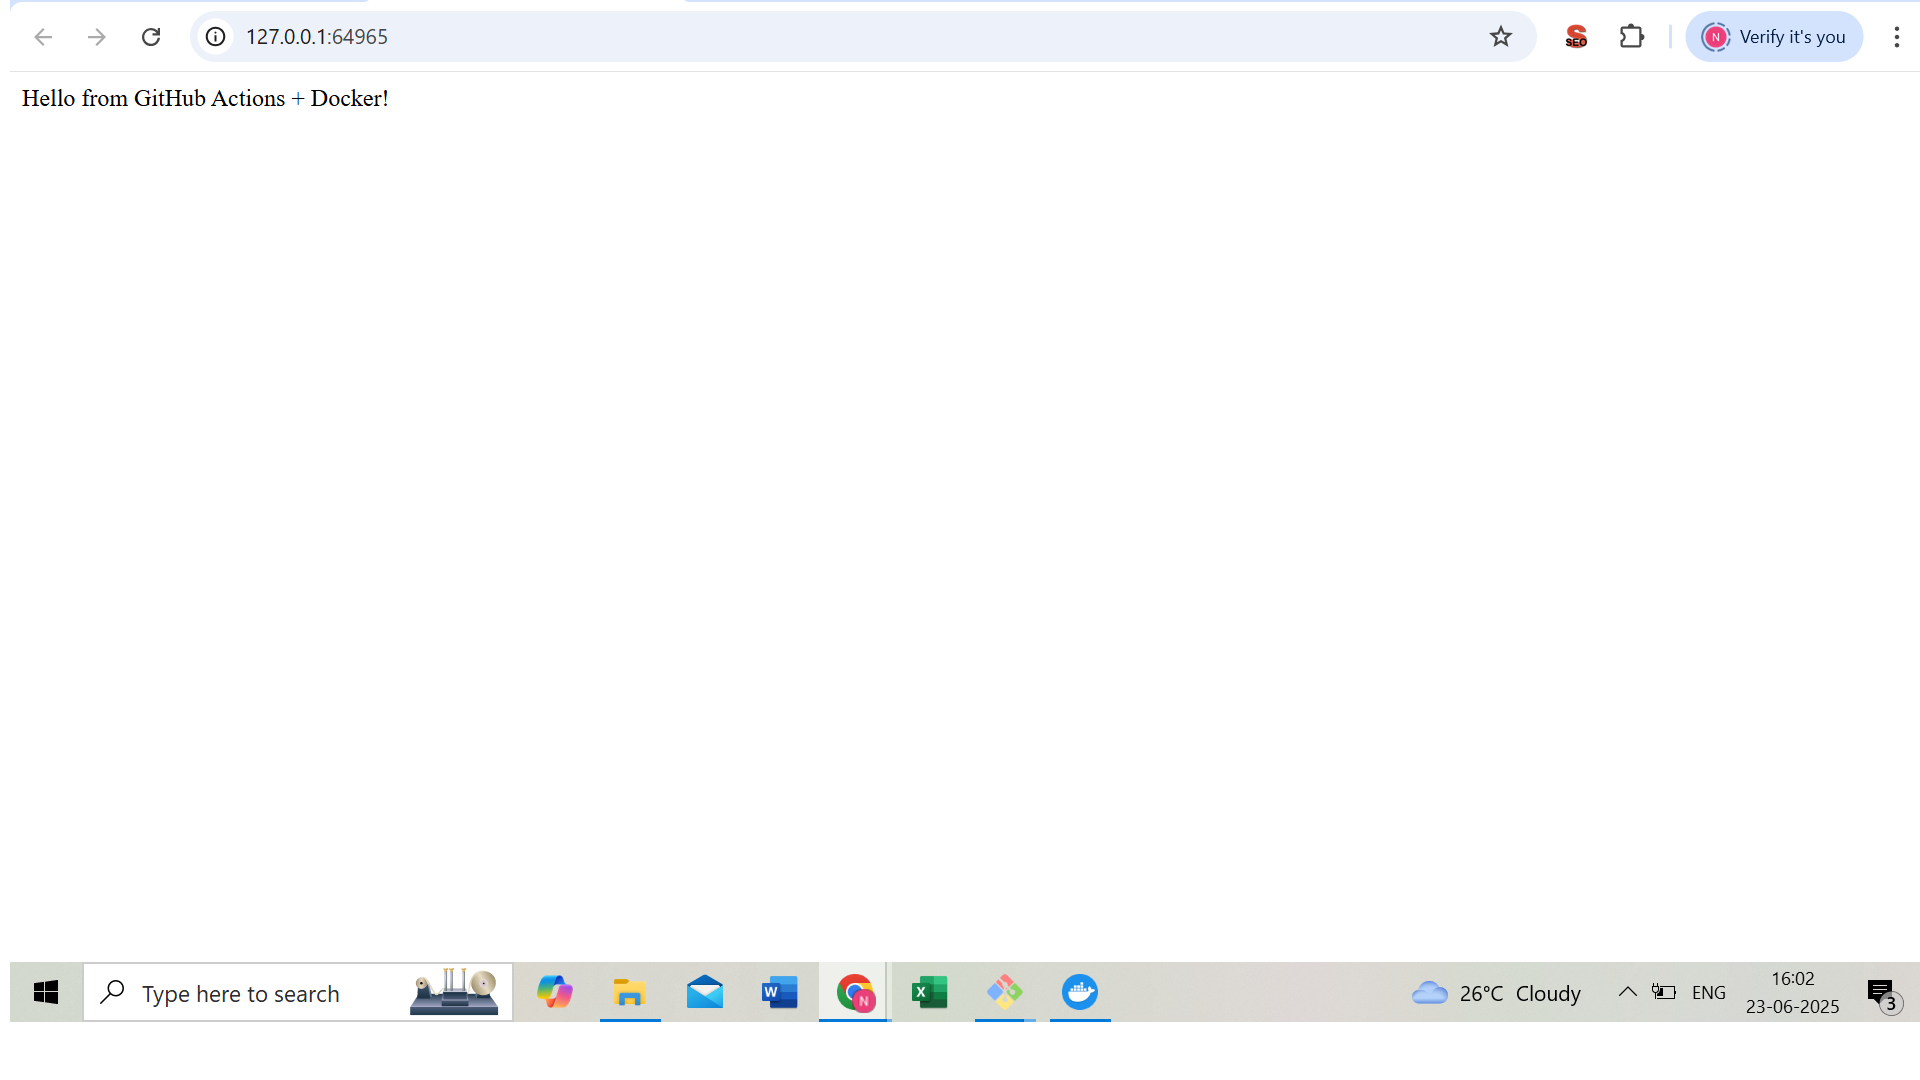 127.0.0.1:64965
SEO
N
Verify it's you
Hello from GitHub Actions + Docker!
Type here to search
W
N
X
26°C Cloudy
ENG
16:02
23-06-2025
3